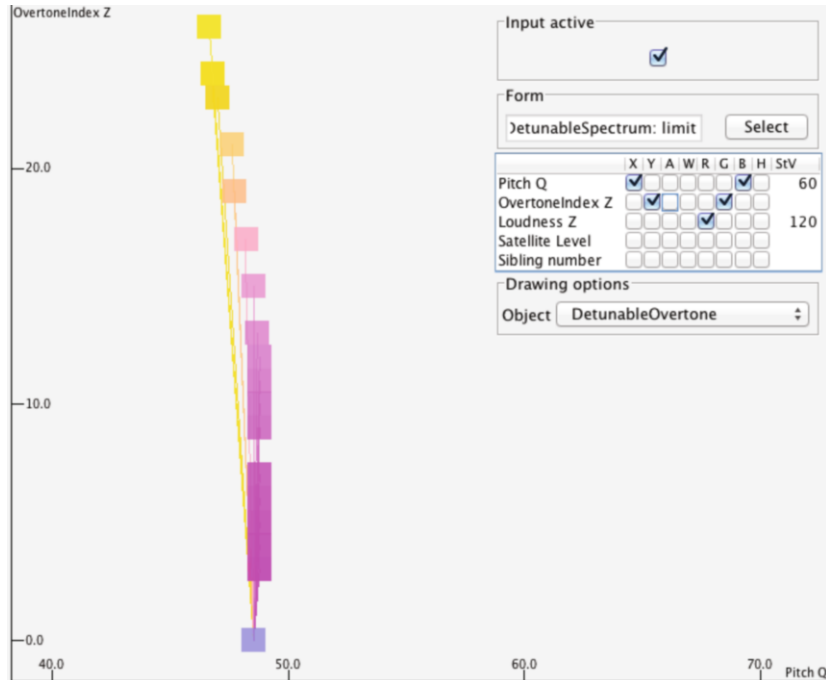 OvertoneIndex Z
20.0
10.0
0.0
40.0 50.0 60.0 70.0 Pitch Q
Input active
Form
DetunableSpectrum: limit Select
X Y A W R G B H StV
Pitch Q 60
OvertoneIndex Z
Loudness Z 120
Satellite Level
Sibling number
Drawing options
Object DetunableOvertone